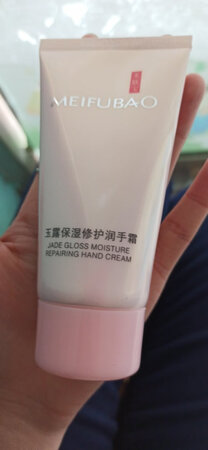 MEIFUBAO
玉露保湿修护润手霜
JADE GLOSS MOISTURE
REPAIRING HAND CREAM